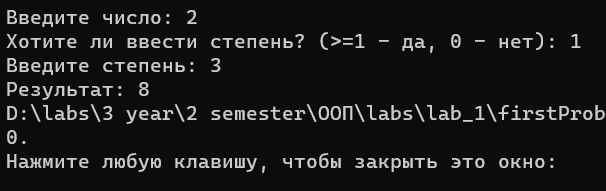 Введите число: 2
Хотите ли ввести степень? (>=1 - да, 0 - нет): 1
Введите степень: 3
Результат: 8
D:\labs\3 year\2 semester\ООП\labs\lab_1\firstProb
0.
Нажмите любую клавишу, чтобы закрыть это окно: